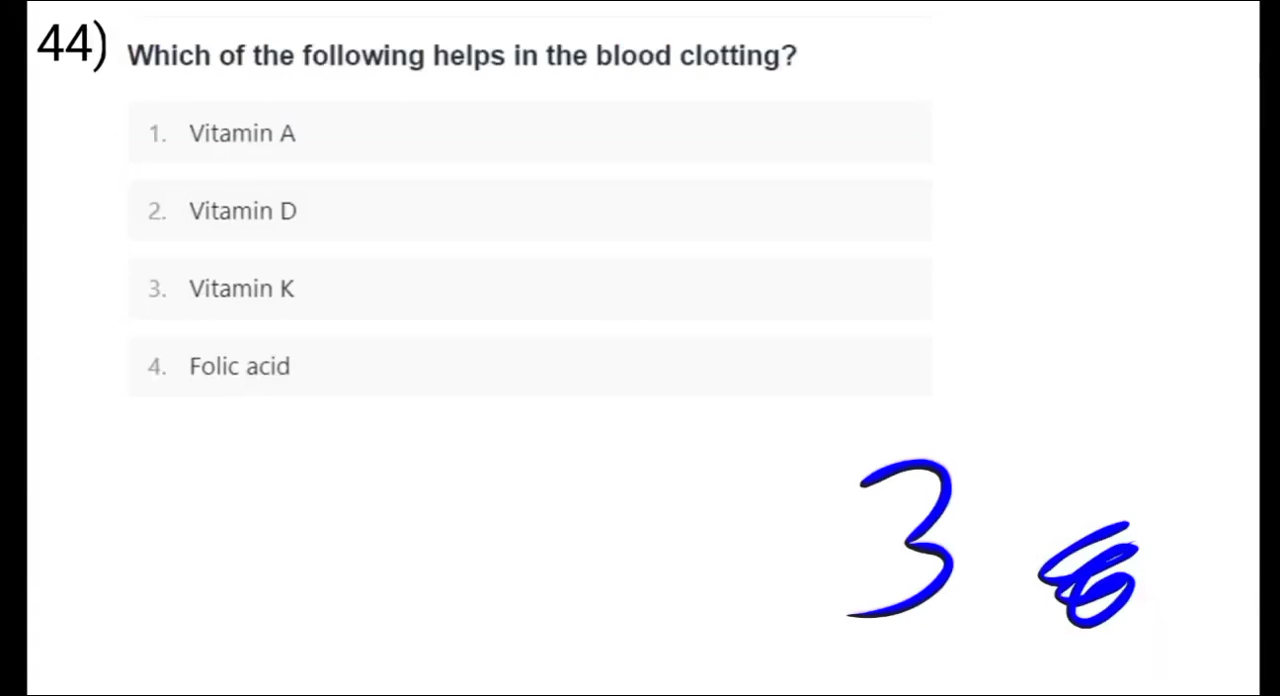 44) Which of the following helps in the blood clotting?
1. Vitamin A
2. Vitamin D
3. Vitamin K
4. Folic acid
3